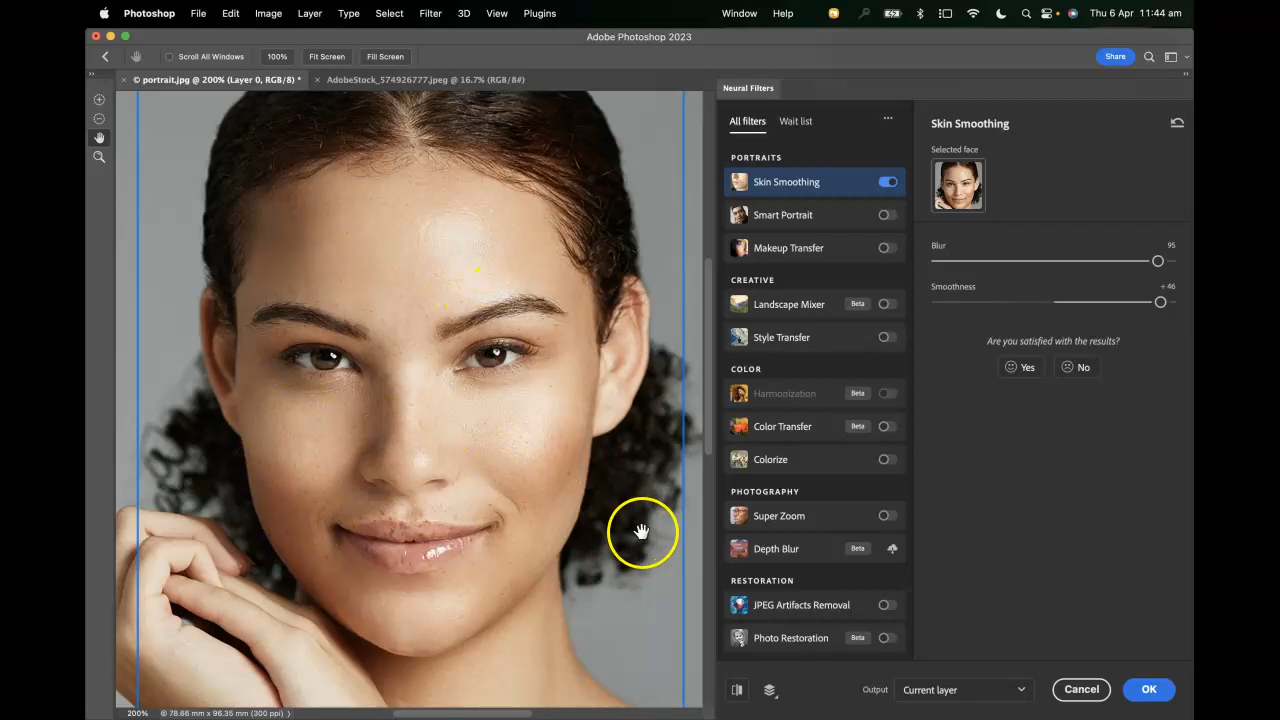 Photoshop File Edit Image Layer Type Select Filter 3D View Plugins Window Help Thu 6 Apr 11:44 am
Adobe Photoshop 2023
Scroll All Windows 100% Fit Screen Fill Screen Share
© portrait.jpg @ 200% (Layer 0, RGB/8) * AdobeStock_574926777.jpeg @ 16.7% (RGB/8#)
Neural Filters
All filters Wait list
PORTRAITS
Skin Smoothing
Smart Portrait
Makeup Transfer
CREATIVE
Landscape Mixer Beta
Style Transfer
COLOR
Harmonization Beta
Color Transfer Beta
Colorize
PHOTOGRAPHY
Super Zoom
Depth Blur Beta
RESTORATION
JPEG Artifacts Removal
Photo Restoration Beta
Skin Smoothing
Selected face
Blur 95
Smoothness +46
Are you satisfied with the results?
Yes No
Output Current layer Cancel OK
200% © 78.66 mm x 96.35 mm (300 ppi)